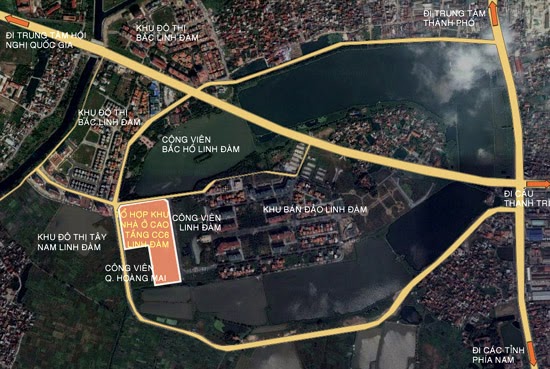 ĐI TRUNG TÂM
THÀNH PHỐ
KHU ĐÔ THỊ
BẮC LINH ĐÀM
ĐI TRUNG TÂM HỘI
NGHỊ QUỐC GIA
KHU ĐÔ THỊ
BẮC LINH ĐÀM
CÔNG VIÊN
BẮC HỒ LINH ĐÀM
ĐI CẦU
THANH TRÌ
TỔ HỢP KHU
NHÀ Ở CAO
TẦNG CC6
LINH ĐÀM
CÔNG VIÊN
LINH ĐÀM
KHU BÁN ĐẢO LINH ĐÀM
KHU ĐÔ THỊ TÂY
NAM LINH ĐÀM
CÔNG VIÊN
Q. HOÀNG MAI
ĐI CÁC TỈNH
PHÍA NAM